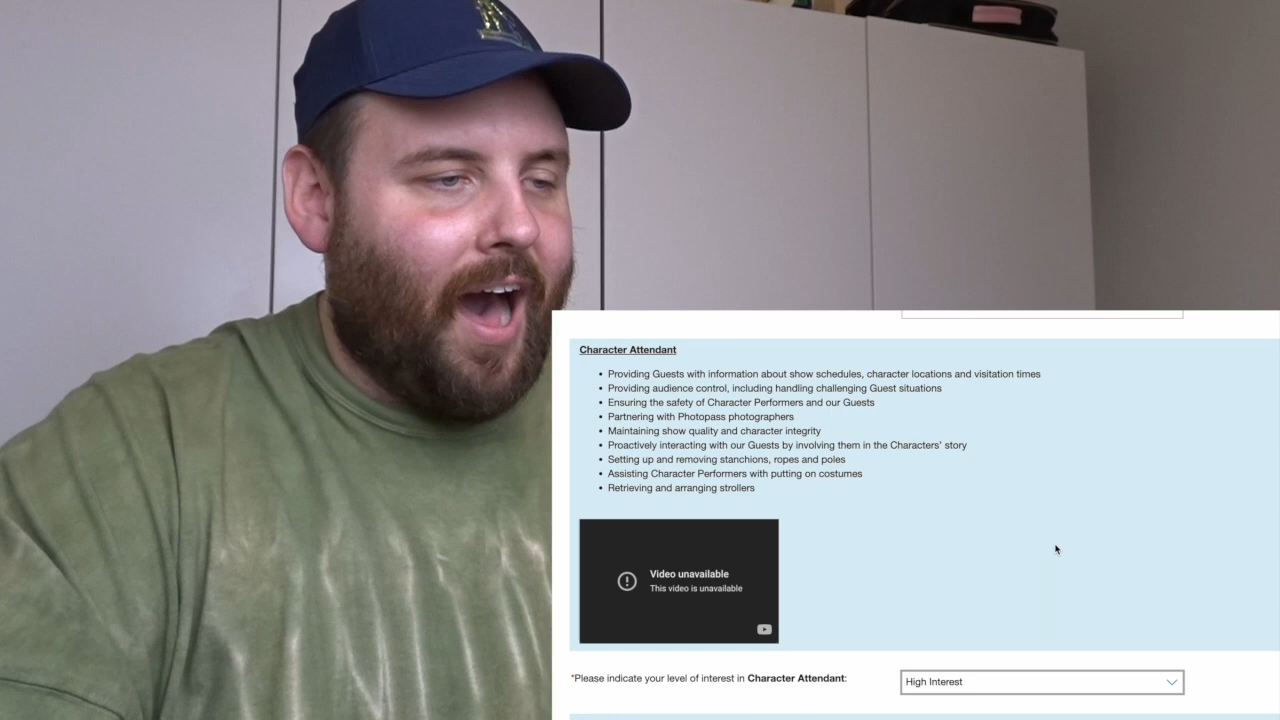 Character Attendant
• Providing Guests with information about show schedules, character locations and visitation times
• Providing audience control, including handling challenging Guest situations
• Ensuring the safety of Character Performers and our Guests
• Partnering with Photopass photographers
• Maintaining show quality and character integrity
• Proactively interacting with our Guests by involving them in the Characters' story
• Setting up and removing stanchions, ropes and poles
• Assisting Character Performers with putting on costumes
• Retrieving and arranging strollers
Video unavailable
This video is unavailable
*Please indicate your level of interest in Character Attendant:
High Interest